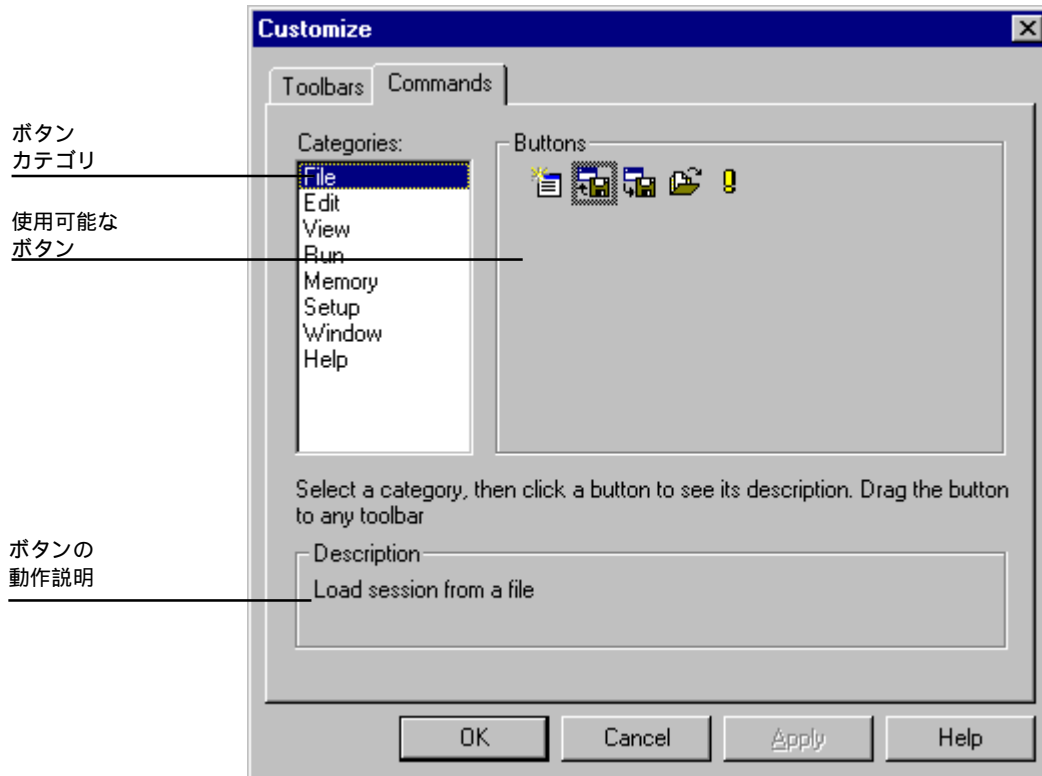 Customize
Toolbars
Commands
ボタン
カテゴリ
Categories:
Buttons
File
Edit
View
Run
Memory
Setup
Window
Help
使用可能な
ボタン
Select a category, then click a button to see its description. Drag the button
to any toolbar
ボタンの
動作説明
Description
Load session from a file
OK
Cancel
Apply
Help